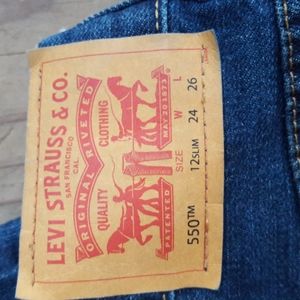 LEVI STRAUSS & CO.
SAN FRANCISCO
CAL.
ORIGINAL RIVETED
QUALITY CLOTHING
PATENTED MAY 20 1873
SIZE W L
550™ 12SLIM 24 26